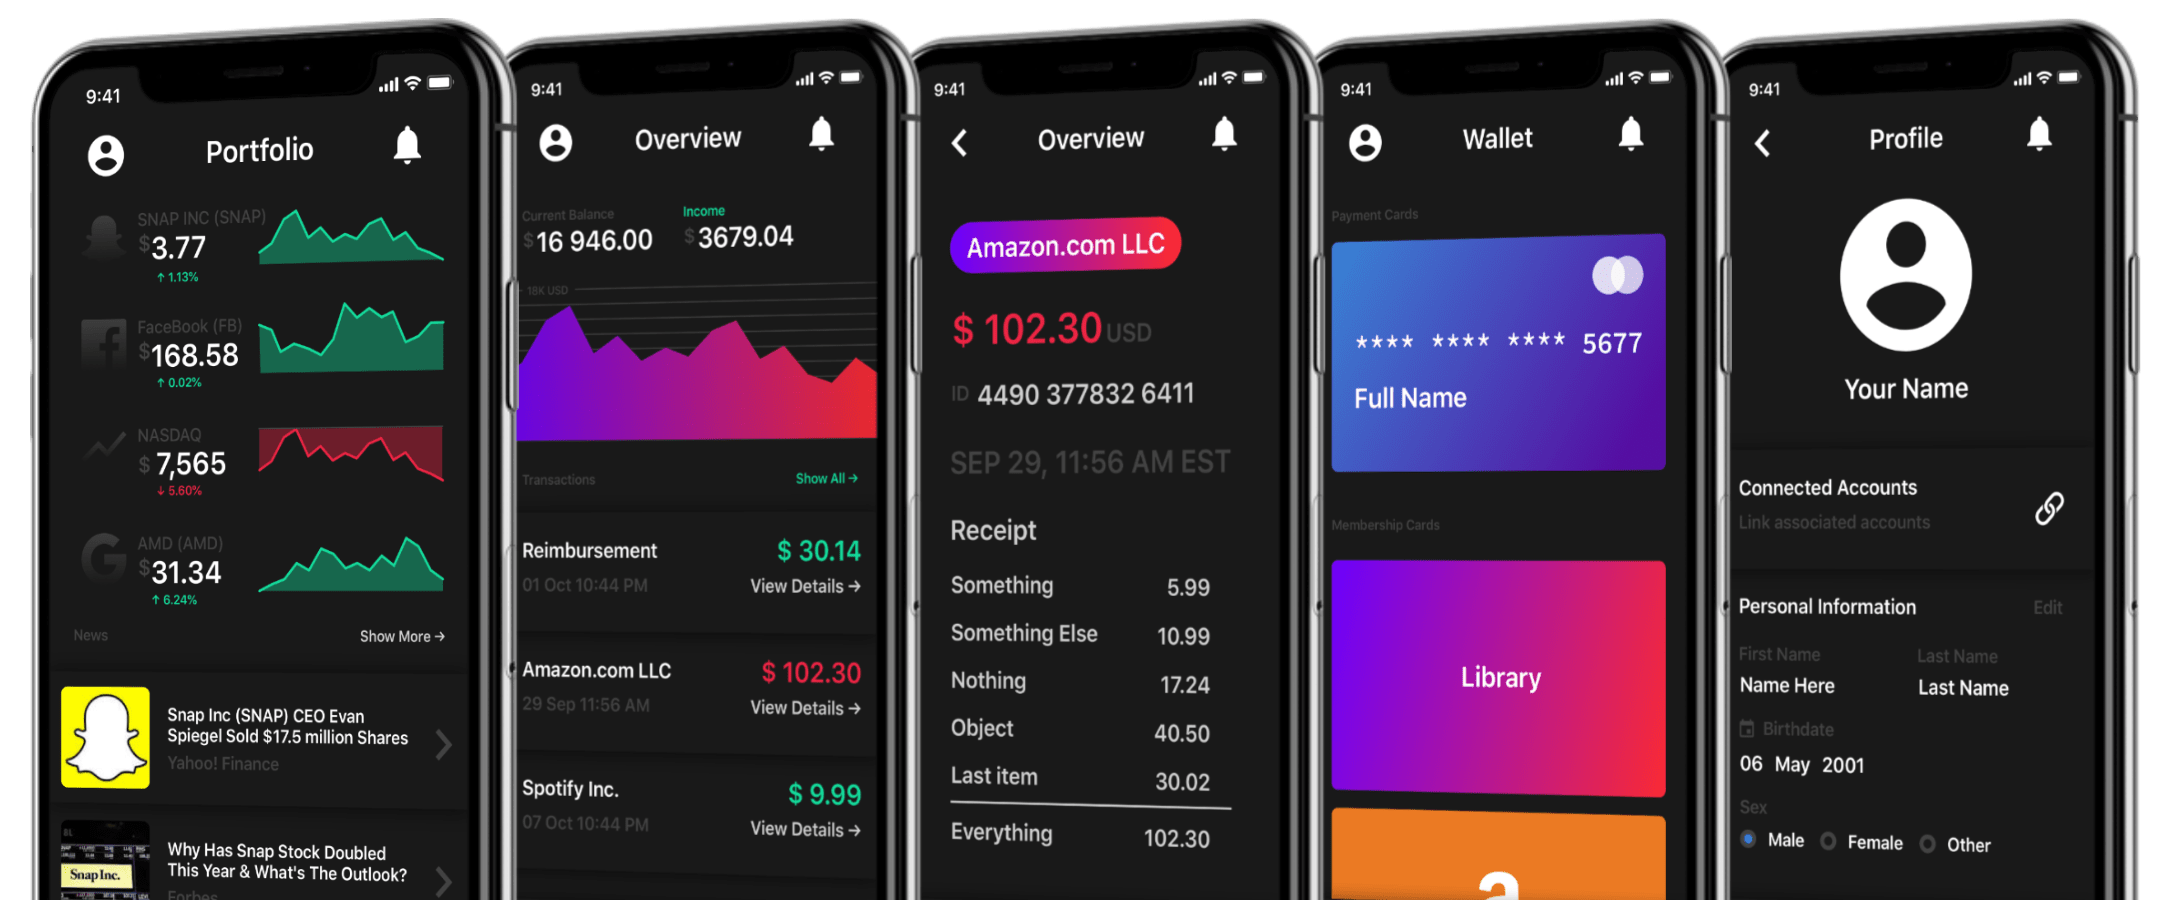 9:41
Portfolio
SNAP INC (SNAP)
$3.77
↑ 1.13%
FaceBook (FB)
$168.58
↑ 0.02%
NASDAQ
$ 7,565
↓ 5.60%
AMD (AMD)
$31.34
↑ 6.24%
News
Show More →
Snap Inc (SNAP) CEO Evan
Spiegel Sold $17.5 million Shares
Yahoo! Finance
Snap Inc.
Why Has Snap Stock Doubled
This Year & What's The Outlook?
Forbes
9:41
Overview
Current Balance
$16 946.00
Income
$3679.04
18K USD
Transactions
Show All →
Reimbursement
$ 30.14
01 Oct 10:44 PM
View Details →
Amazon.com LLC
$ 102.30
29 Sep 11:56 AM
View Details →
Spotify Inc.
$ 9.99
07 Oct 10:44 PM
View Details →
9:41
Overview
Amazon.com LLC
$ 102.30 USD
ID 4490 377832 6411
SEP 29, 11:56 AM EST
Receipt
Something 5.99
Something Else 10.99
Nothing 17.24
Object 40.50
Last item 30.02
Everything 102.30
9:41
Wallet
Payment Cards
**** **** **** 5677
Full Name
Membership Cards
Library
a
9:41
Profile
Your Name
Connected Accounts
Link associated accounts
Personal Information
Edit
First Name
Last Name
Name Here
Last Name
Birthdate
06 May 2001
Sex
Male
Female
Other